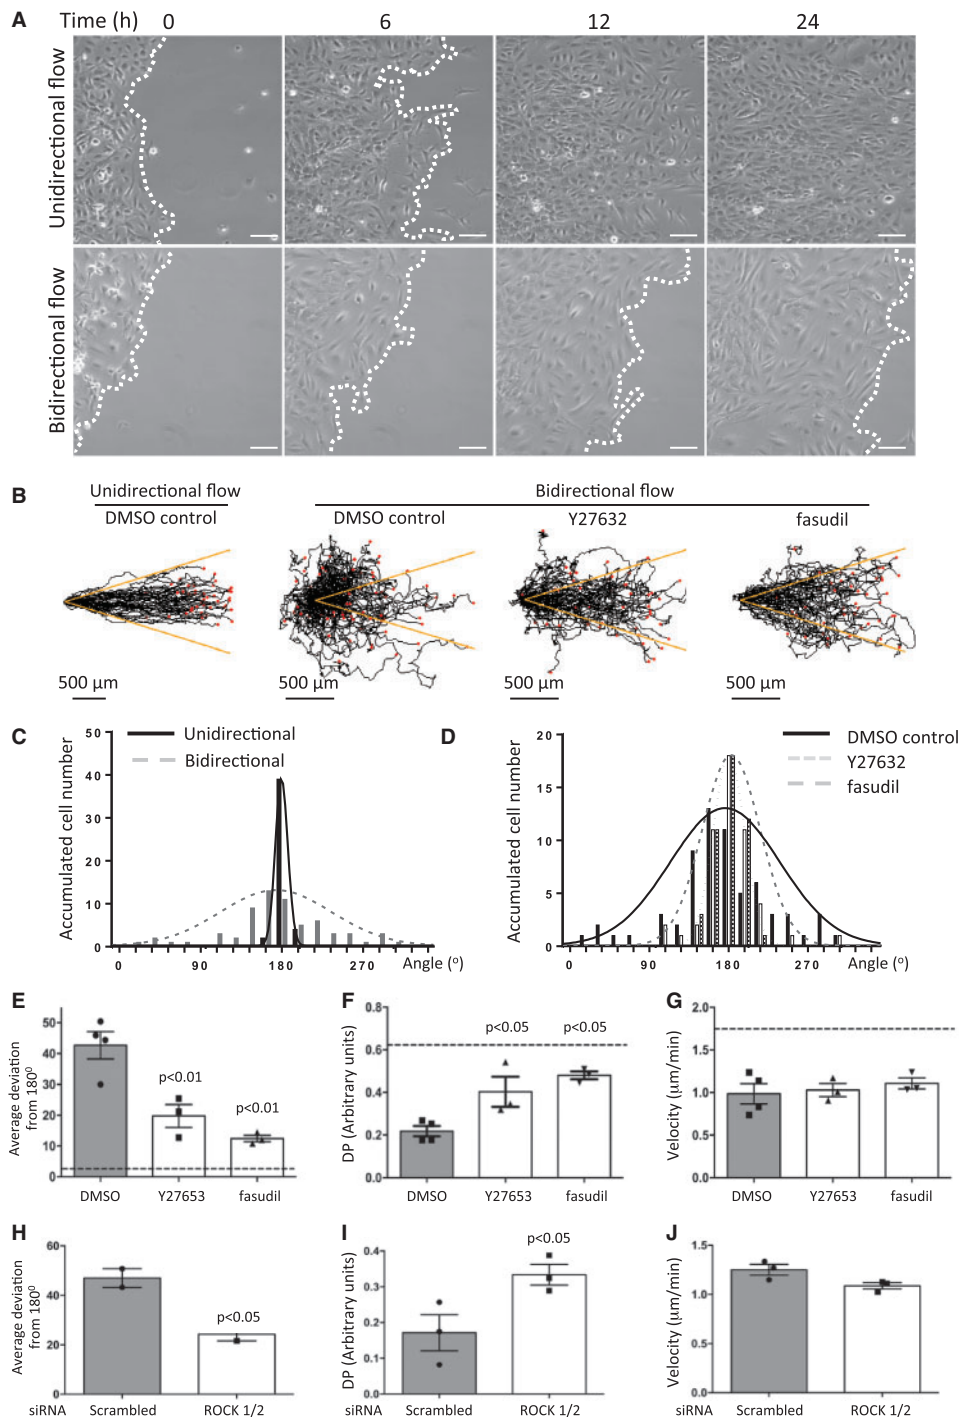 A Time (h) 0 6 12 24
Unidirectional flow
Bidirectional flow
B Unidirectional flow Bidirectional flow
DMSO control DMSO control Y27632 fasudil
500 µm 500 µm 500 µm 500 µm
C
Unidirectional
Bidirectional
Accumulated cell number
50
40
30
20
10
0
0 90 180 270 Angle (º)
D
DMSO control
Y27632
fasudil
Accumulated cell number
20
15
10
5
0
0 90 180 270 Angle (º)
E
Average deviation
from 180⁰
50
40
30
20
10
0
p<0.01
p<0.01
DMSO Y27653 fasudil
F
DP (Arbitrary units)
0.8
0.6
0.4
0.2
0.0
p<0.05 p<0.05
DMSO Y27653 fasudil
G
Velocity (µm/min)
2.0
1.5
1.0
0.5
0.0
DMSO Y27653 fasudil
H
Average deviation
from 180⁰
60
40
20
0
p<0.05
siRNA Scrambled ROCK 1/2
I
DP (Arbitrary units)
0.4
0.3
0.2
0.1
0.0
p<0.05
siRNA Scrambled ROCK 1/2
J
Velocity (µm/min)
1.5
1.0
0.5
0.0
siRNA Scrambled ROCK 1/2